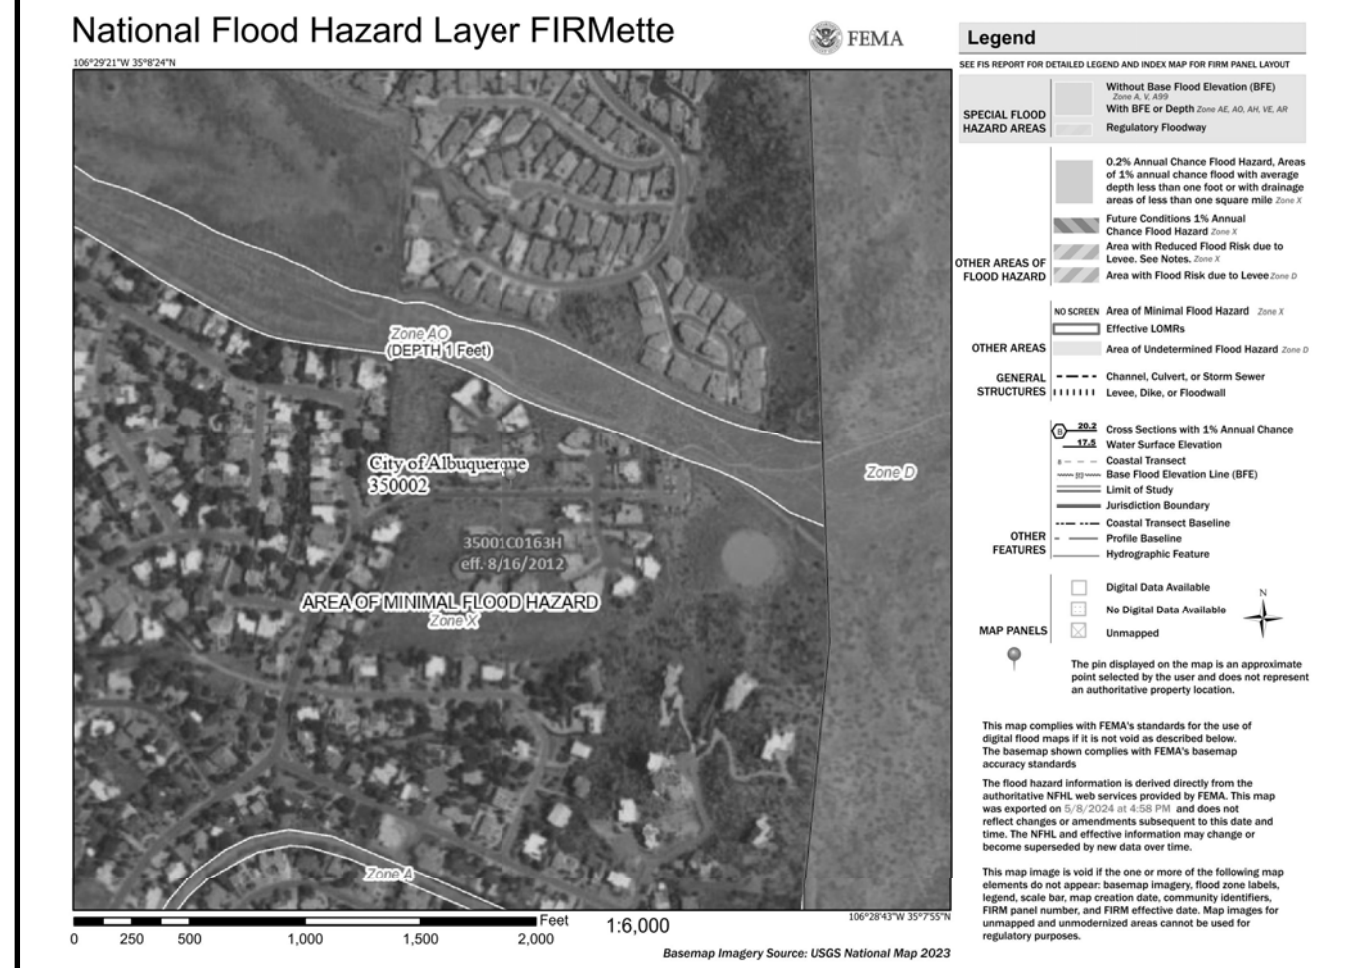 National Flood Hazard Layer FIRMette
FEMA
106°29'21"W 35°8'24"N
Zone AO
(DEPTH 1 Feet)
City of Albuquerque
350002
Zone D
35001C0163H
eff. 8/16/2012
AREA OF MINIMAL FLOOD HAZARD
Zone X
Zone A
Feet
1:6,000
106°28'43"W 35°7'55"N
0 250 500 1,000 1,500 2,000
Basemap Imagery Source: USGS National Map 2023
Legend
SEE FIS REPORT FOR DETAILED LEGEND AND INDEX MAP FOR FIRM PANEL LAYOUT
SPECIAL FLOOD
HAZARD AREAS
Without Base Flood Elevation (BFE)
Zone A, V, A99
With BFE or Depth Zone AE, AO, AH, VE, AR
Regulatory Floodway
OTHER AREAS OF
FLOOD HAZARD
0.2% Annual Chance Flood Hazard, Areas
of 1% annual chance flood with average
depth less than one foot or with drainage
areas of less than one square mile Zone X
Future Conditions 1% Annual
Chance Flood Hazard Zone X
Area with Reduced Flood Risk due to
Levee. See Notes. Zone X
Area with Flood Risk due to Levee Zone D
OTHER AREAS
NO SCREEN Area of Minimal Flood Hazard Zone X
Effective LOMRs
Area of Undetermined Flood Hazard Zone D
GENERAL
STRUCTURES
Channel, Culvert, or Storm Sewer
Levee, Dike, or Floodwall
OTHER
FEATURES
B 20.2 Cross Sections with 1% Annual Chance
17.5 Water Surface Elevation
8 Coastal Transect
513 Base Flood Elevation Line (BFE)
Limit of Study
Jurisdiction Boundary
Coastal Transect Baseline
Profile Baseline
Hydrographic Feature
MAP PANELS
Digital Data Available
No Digital Data Available
Unmapped
N
The pin displayed on the map is an approximate
point selected by the user and does not represent
an authoritative property location.
This map complies with FEMA's standards for the use of
digital flood maps if it is not void as described below.
The basemap shown complies with FEMA's basemap
accuracy standards
The flood hazard information is derived directly from the
authoritative NFHL web services provided by FEMA. This map
was exported on 5/8/2024 at 4:58 PM and does not
reflect changes or amendments subsequent to this date and
time. The NFHL and effective information may change or
become superseded by new data over time.
This map image is void if the one or more of the following map
elements do not appear: basemap imagery, flood zone labels,
legend, scale bar, map creation date, community identifiers,
FIRM panel number, and FIRM effective date. Map images for
unmapped and unmodernized areas cannot be used for
regulatory purposes.